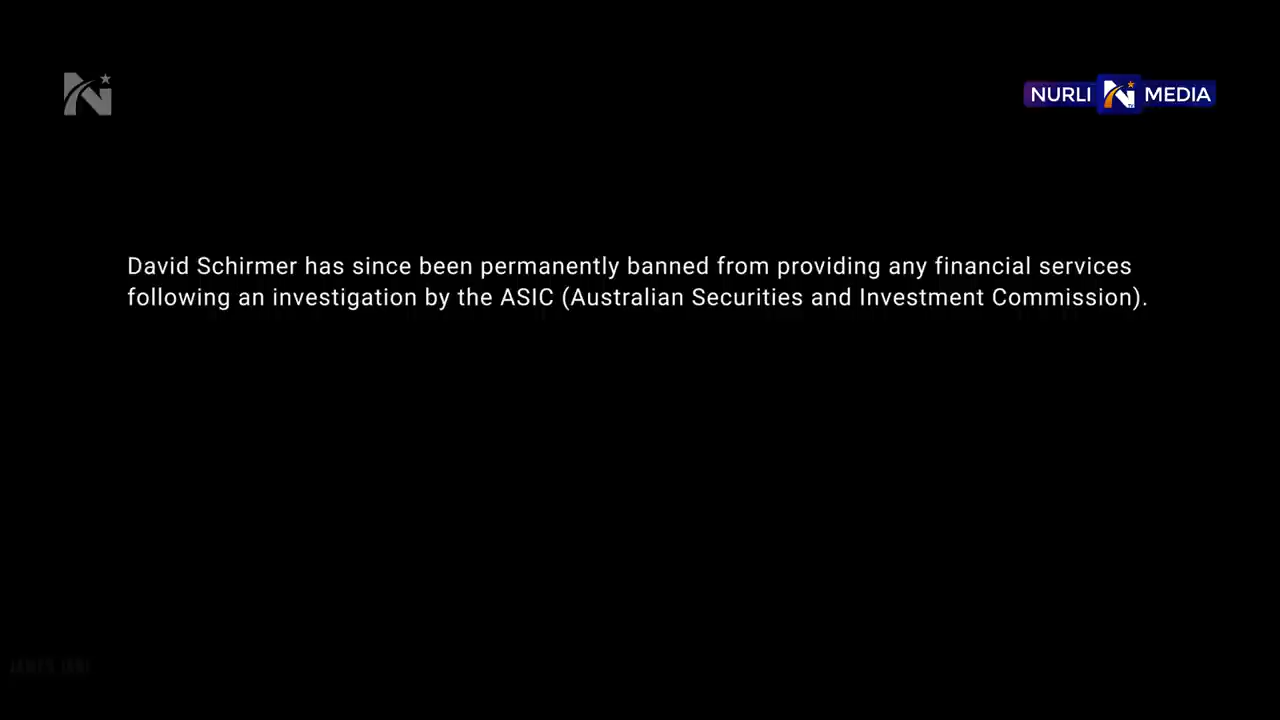 NURLI N MEDIA
David Schirmer has since been permanently banned from providing any financial services
following an investigation by the ASIC (Australian Securities and Investment Commission).